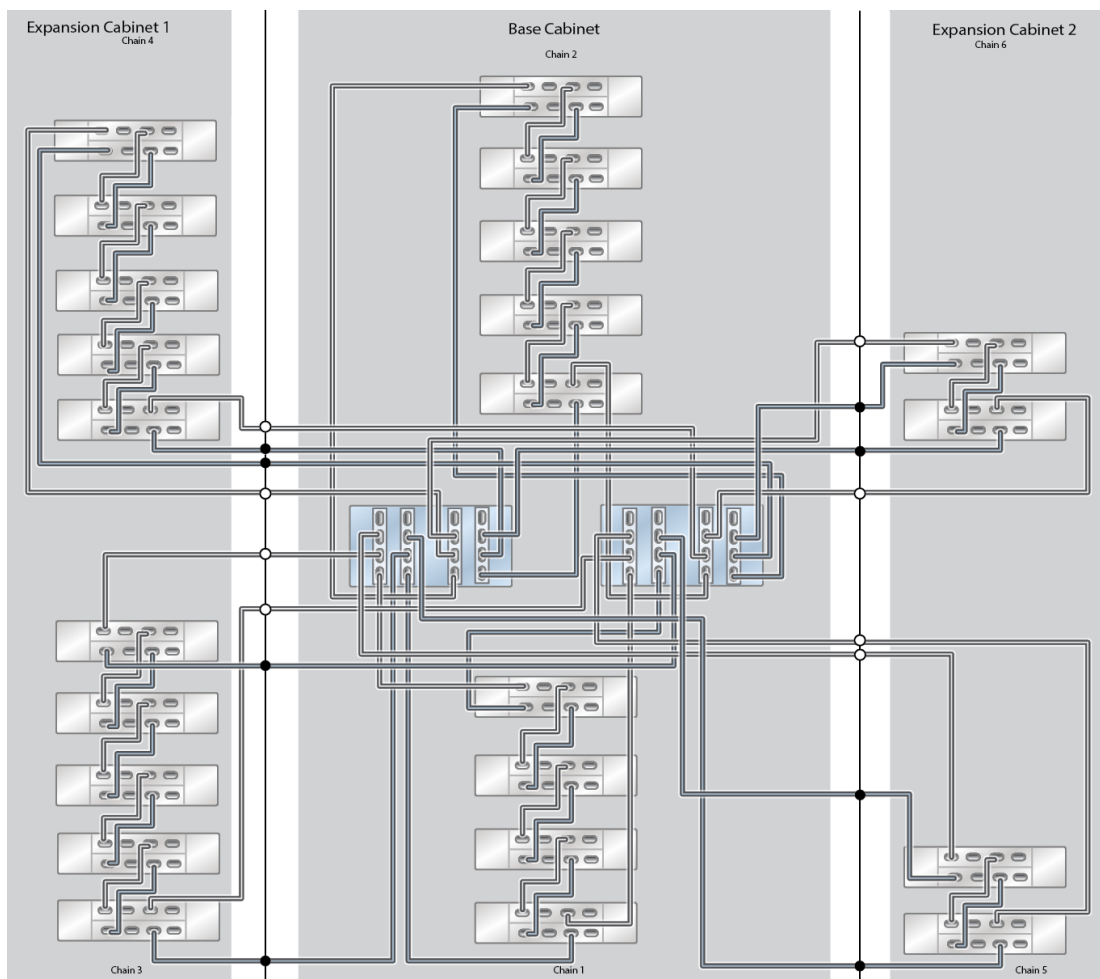 Expansion Cabinet 1
Chain 4
Base Cabinet
Chain 2
Expansion Cabinet 2
Chain 6
Chain 3
Chain 1
Chain 5